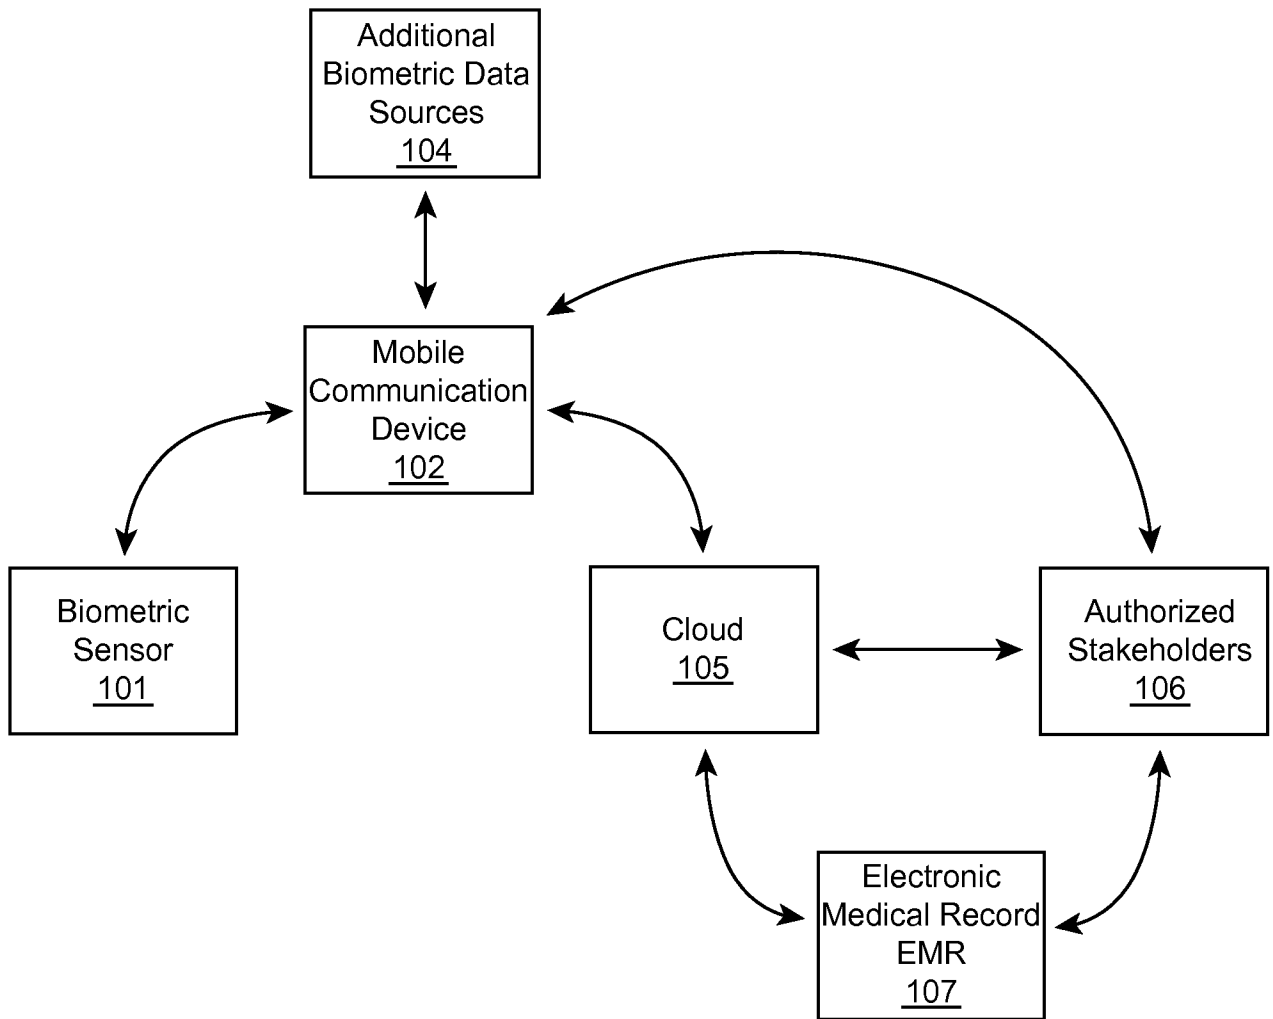 Additional
Biometric Data
Sources
104
Mobile
Communication
Device
102
Biometric
Sensor
101
Cloud
105
Authorized
Stakeholders
106
Electronic
Medical Record
EMR
107